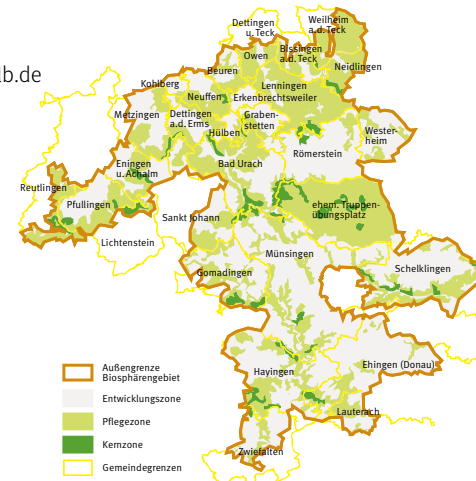 lb.de
Dettingen
u. Teck
Weilheim
a.d. Teck
Bissingen
a.d. Teck
Owen
Neidlingen
Beuren
Kohlberg
Lenningen
Neuffen
Erkenbrechtsweiler
Metzingen
Dettingen
a.d. Erms
Graben-
stetten
Hülben
Wester-
heim
Römerstein
Eningen
u. Achalm
Bad Urach
Reutlingen
Pfullingen
Sankt Johann
ehem. Truppen-
übungsplatz
Lichtenstein
Münsingen
Gomadingen
Schelklingen
Hayingen
Ehingen (Donau)
Lauterach
Zwiefalten
Außengrenze
Biosphärengebiet
Entwicklungszone
Pflegezone
Kernzone
Gemeindegrenzen